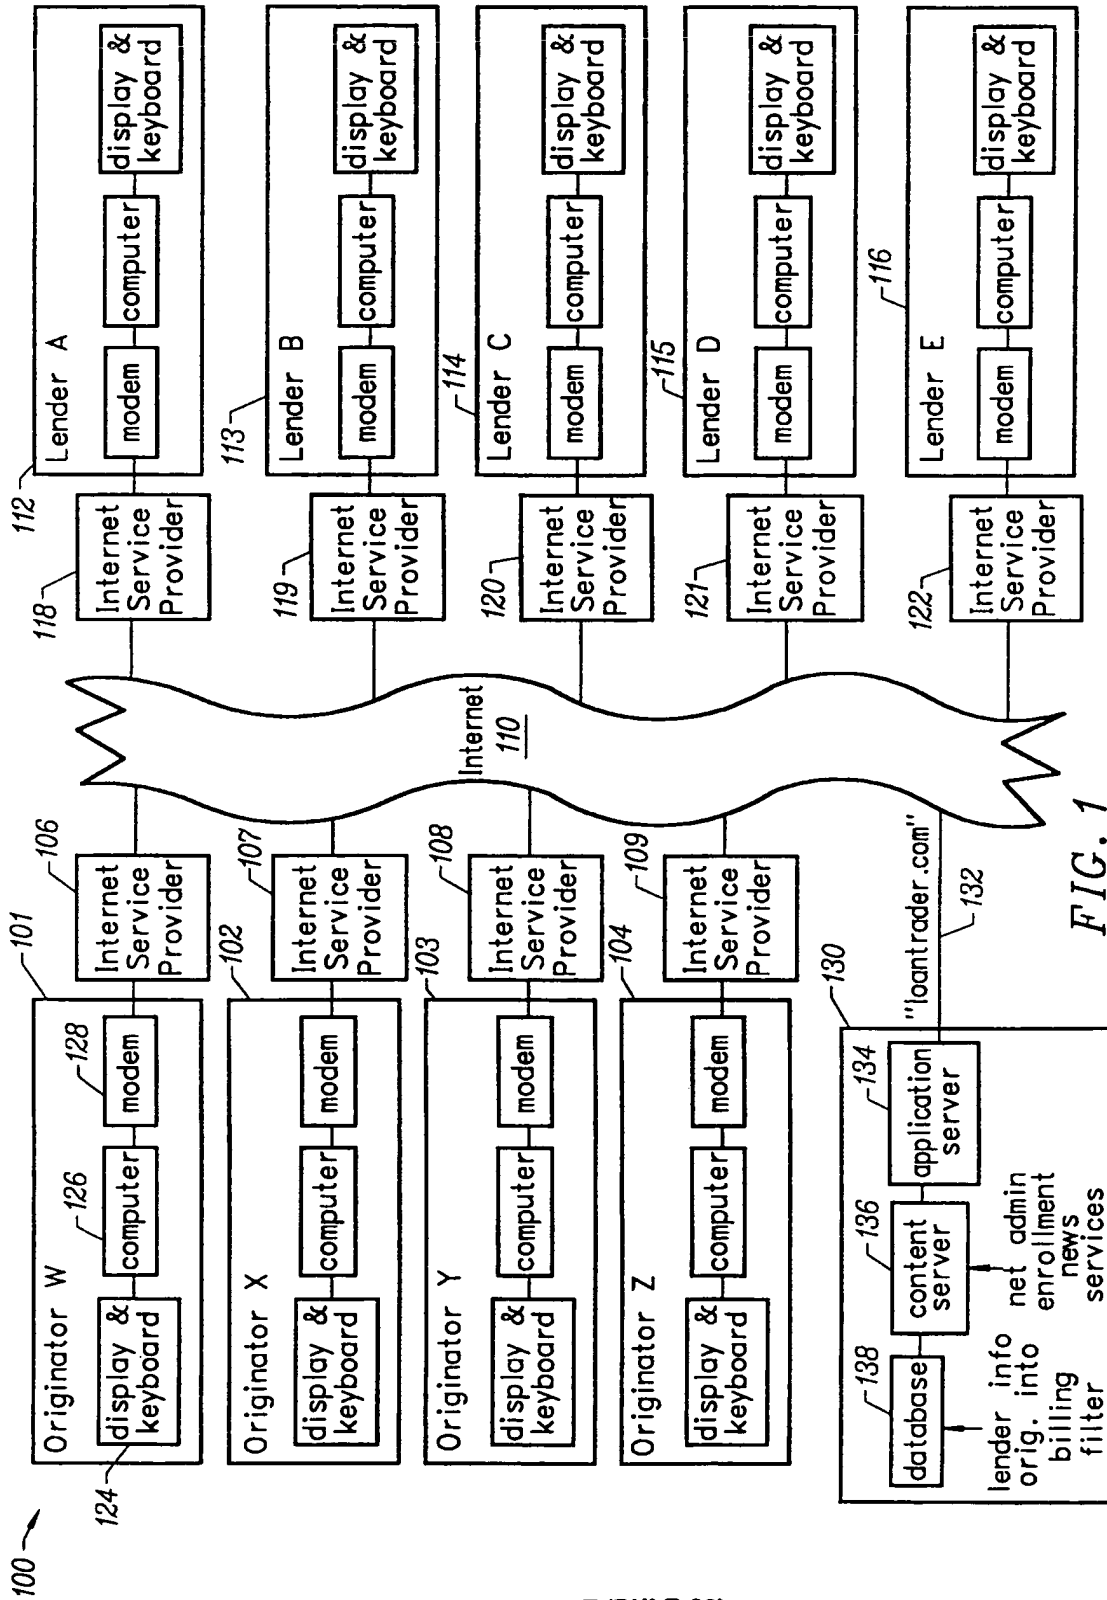 100
Originator W
101
display &
keyboard
124
computer
126
modem
128
Internet
Service
Provider
106
Originator X
102
display &
keyboard
computer
modem
Internet
Service
Provider
107
Originator Y
103
display &
keyboard
computer
modem
Internet
Service
Provider
108
Originator Z
104
display &
keyboard
computer
modem
Internet
Service
Provider
109
130
database
138
content
server
136
application
server
134
lender info
orig. into
billing
filter
net admin
enrollment
news
services
"loantrader.com"
132
Internet
110
118
Internet
Service
Provider
112
Lender A
modem
computer
display &
keyboard
119
Internet
Service
Provider
113
Lender B
modem
computer
display &
keyboard
120
Internet
Service
Provider
114
Lender C
modem
computer
display &
keyboard
121
Internet
Service
Provider
115
Lender D
modem
computer
display &
keyboard
122
Internet
Service
Provider
116
Lender E
modem
computer
display &
keyboard
FIG. 1